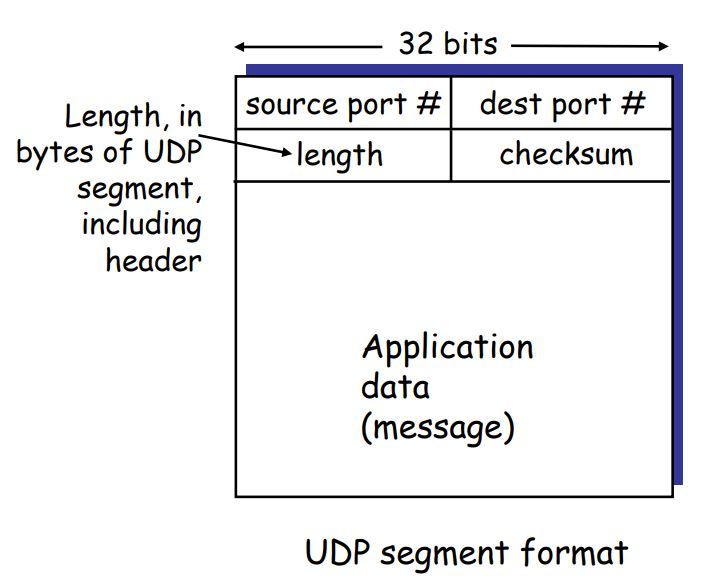 32 bits
source port # dest port #
Length, in
bytes of UDP
segment,
including
header
length checksum
Application
data
(message)
UDP segment format